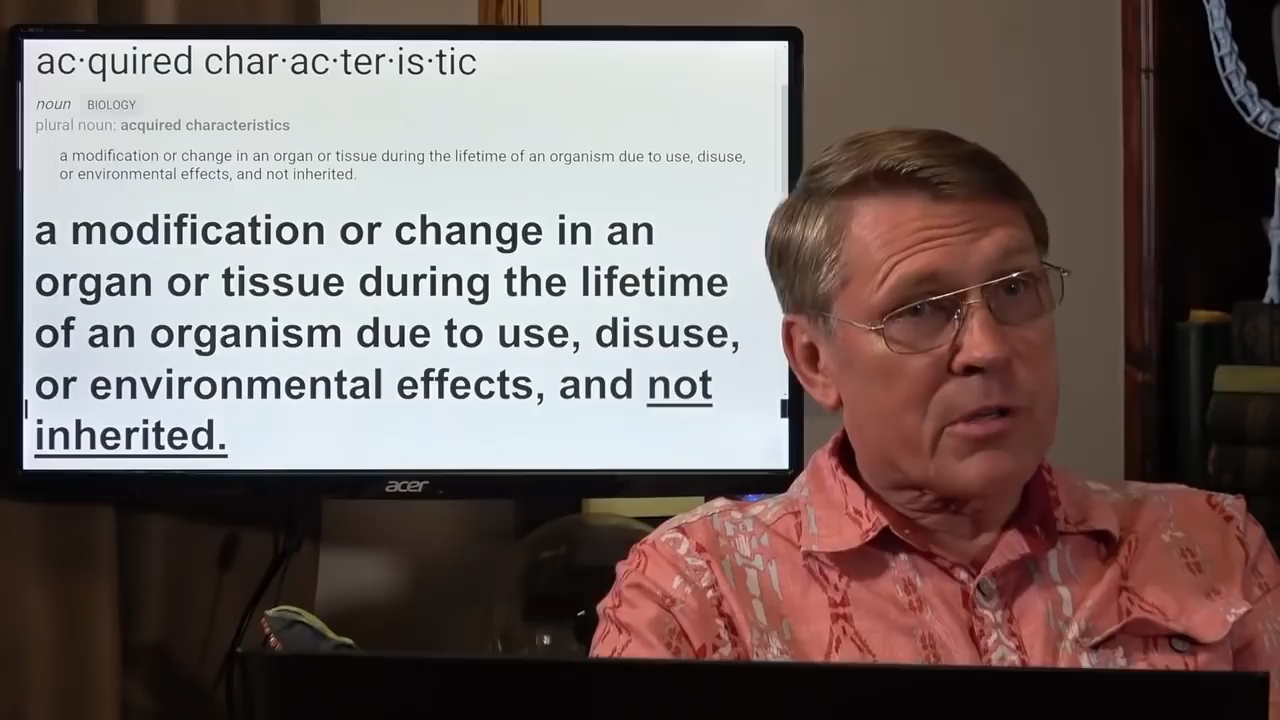 ac·quired char·ac·ter·is·tic
noun BIOLOGY
plural noun: acquired characteristics
a modification or change in an organ or tissue during the lifetime of an organism due to use, disuse,
or environmental effects, and not inherited.
a modification or change in an
organ or tissue during the lifetime
of an organism due to use, disuse,
or environmental effects, and not
inherited.
acer